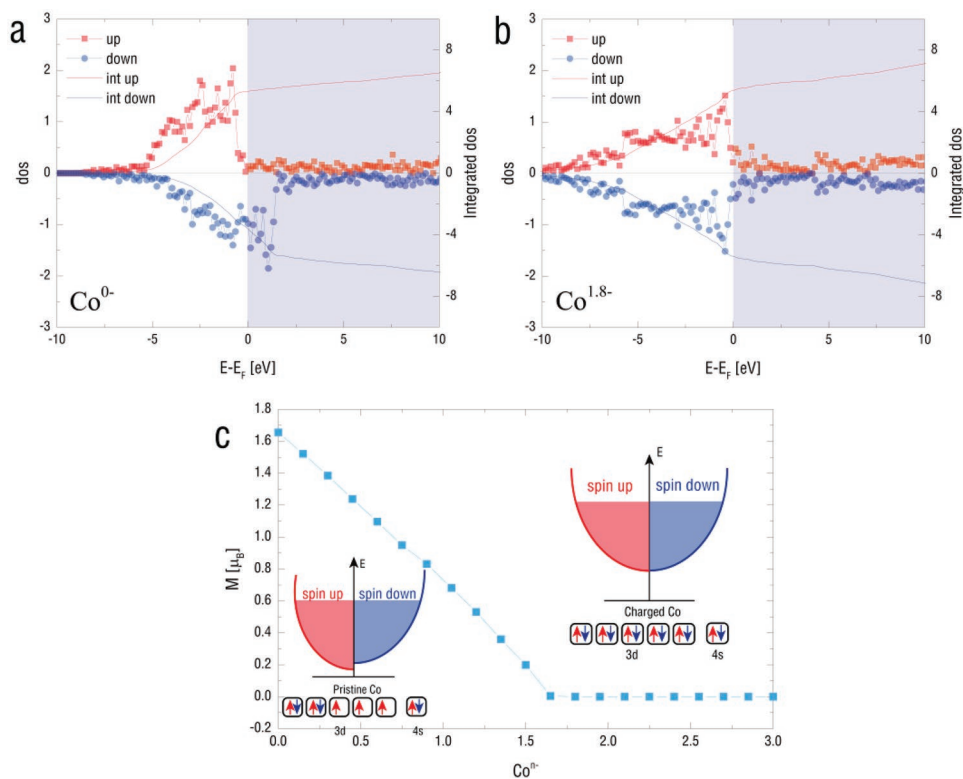 a
up
down
int up
int down
dos
3
2
1
0
-1
-2
-3
8
4
0
-4
-8
Integrated dos
Co0-
-10 -5 0 5 10
E-EF [eV]
b
up
down
int up
int down
dos
3
2
1
0
-1
-2
-3
8
4
0
-4
-8
Integrated dos
Co1.8-
-10 -5 0 5 10
E-EF [eV]
c
M [μB]
1.8
1.6
1.4
1.2
1.0
0.8
0.6
0.4
0.2
0.0
-0.2
E
spin up spin down
Charged Co
3d 4s
E
spin up spin down
Pristine Co
3d 4s
0.0 0.5 1.0 1.5 2.0 2.5 3.0
Con-